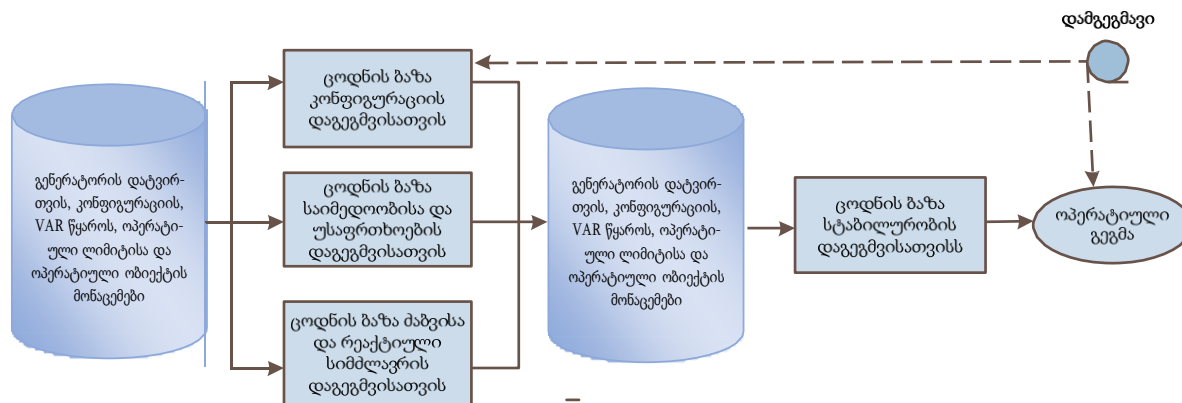 დამგეგმავი
გენერატორის დატვირ-
თვის, კონფიგურაციის,
VAR წყაროს, ოპერატი-
ული ლიმიტისა და
ოპერატიული ობიექტის
მონაცემები
ცოდნის ბაზა
კონფიგურაციის
დაგეგმვისათვის
ცოდნის ბაზა
საიმედოობისა და
უსაფრთხოების
დაგეგმვისათვის
ცოდნის ბაზა ძაბვისა
და რეაქტიული
სიმძლავრის
დაგეგმვისათვის
გენერატორის დატვირ-
თვის, კონფიგურაციის,
VAR წყაროს, ოპერატი-
ული ლიმიტისა და
ოპერატიული ობიექტის
მონაცემები
ცოდნის ბაზა
სტაბილურობის
დაგეგმვისათვისს
ოპერატიული
გეგმა